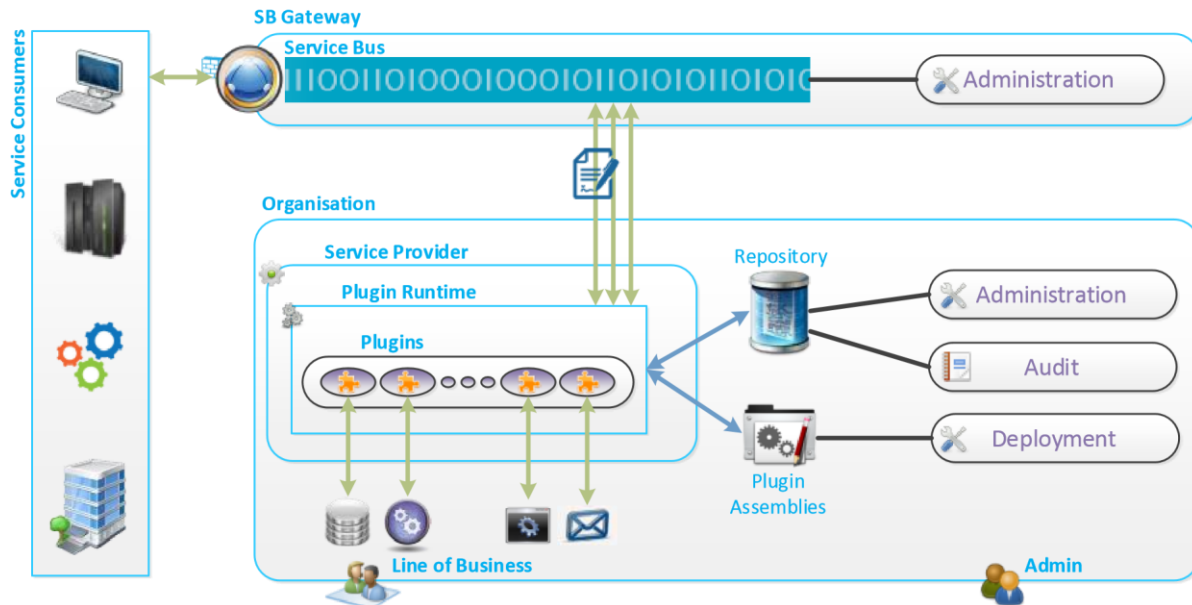 SB Gateway
Service Consumers
Service Bus
III00II0I000I000I0II0I0I0II0I0IC
Administration
Organisation
Service Provider
Repository
Plugin Runtime
Administration
Plugins
Audit
Deployment
Plugin
Assemblies
Line of Business
Admin